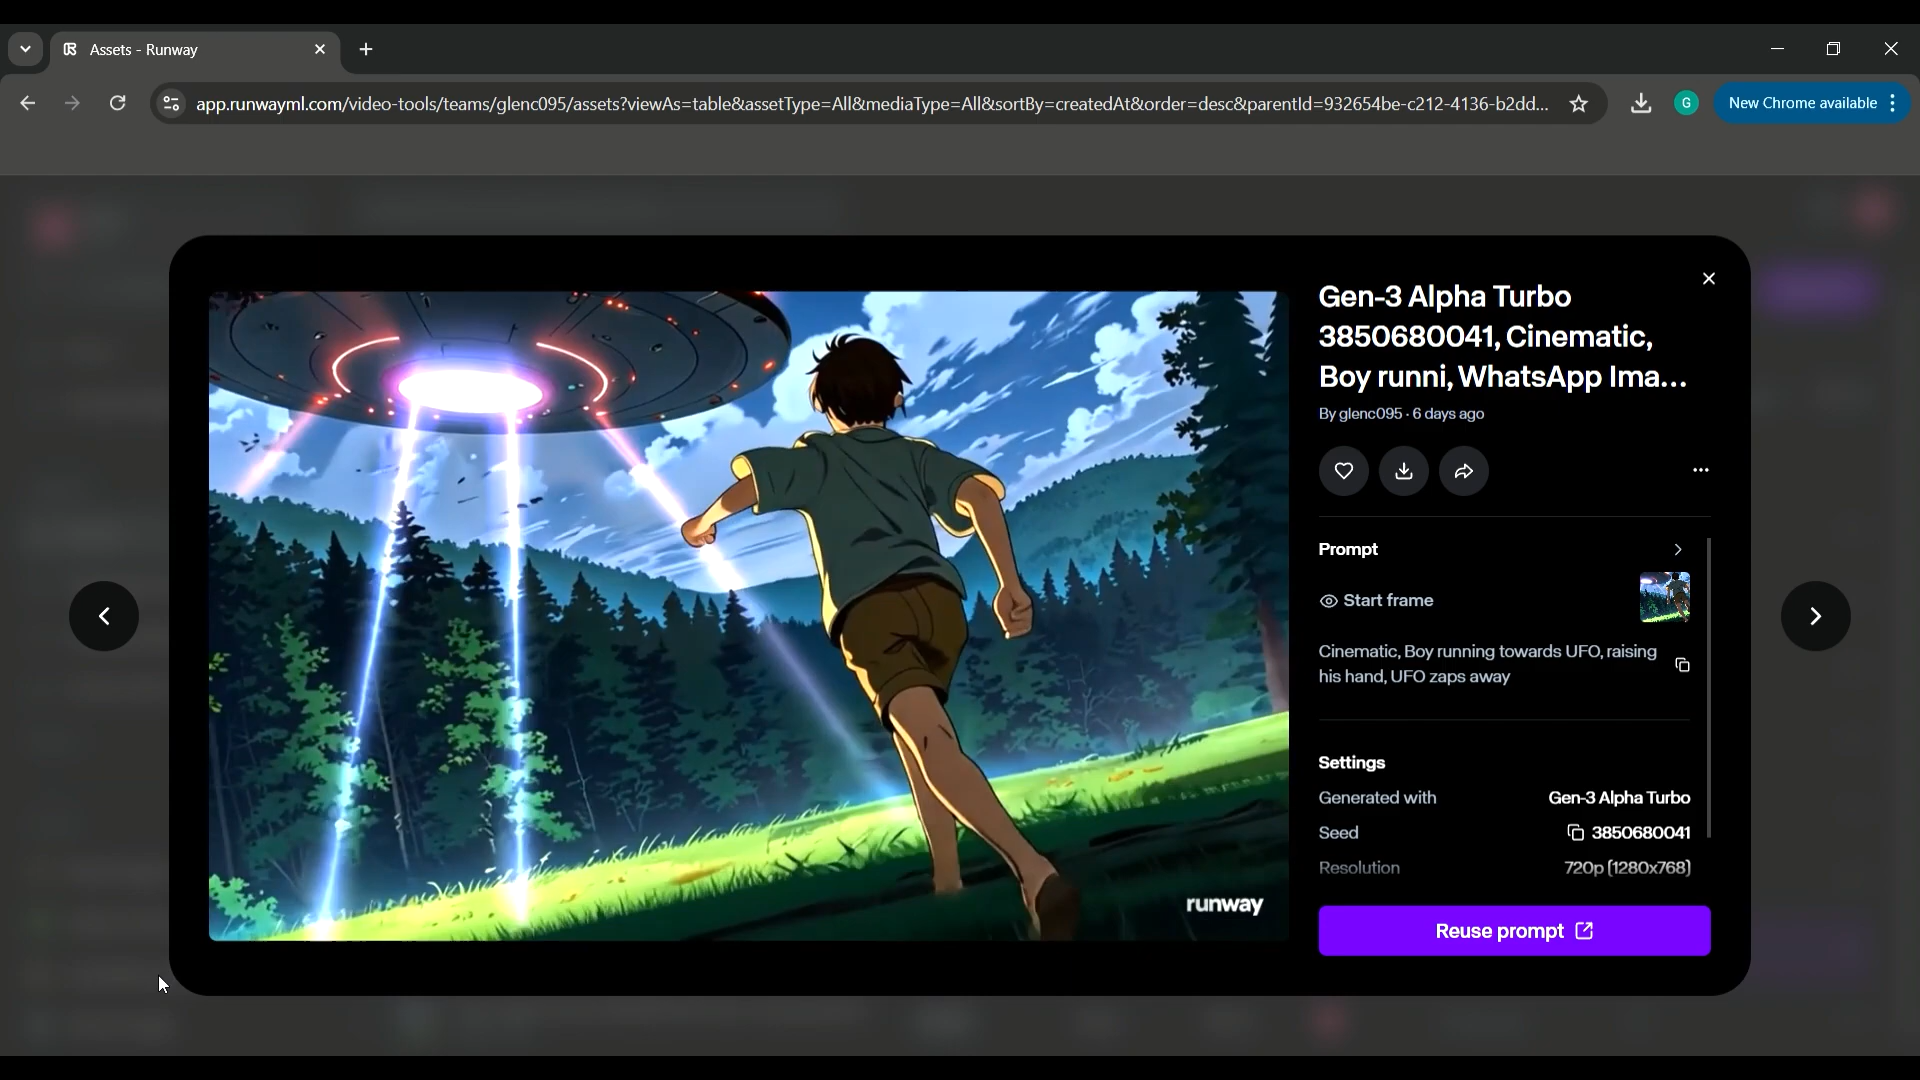 Assets - Runway
app.runwayml.com/video-tools/teams/glenc095/assets?viewAs=table&assetType=All&mediaType=All&sortBy=createdAt&order=desc&parentId=932654be-c212-4136-b2dd...
G
New Chrome available
Gen-3 Alpha Turbo
3850680041, Cinematic,
Boy runni, WhatsApp Ima...
By glenc095 · 6 days ago
Prompt
Start frame
Cinematic, Boy running towards UFO, raising
his hand, UFO zaps away
Settings
Generated with Gen-3 Alpha Turbo
Seed 3850680041
Resolution 720p (1280x768)
Reuse prompt
runway